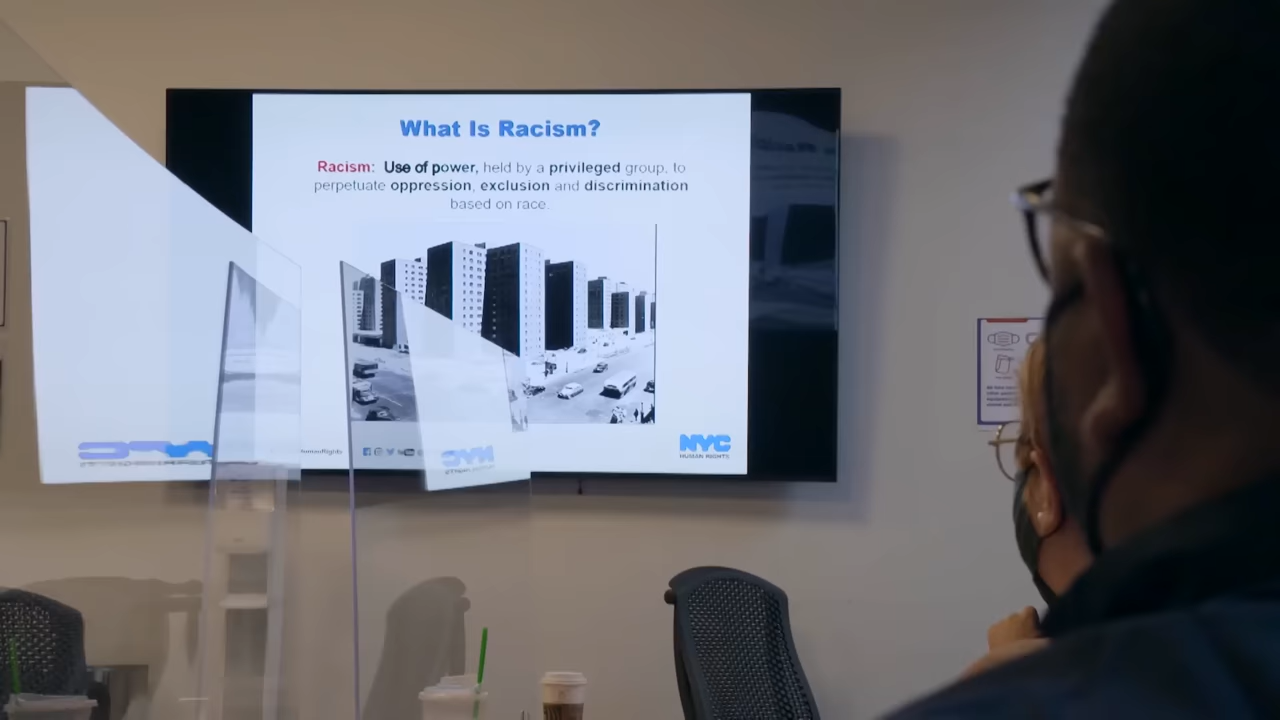 What Is Racism?
Racism: Use of power, held by a privileged group, to
perpetuate oppression, exclusion and discrimination
based on race.
NYC
HUMAN RIGHTS